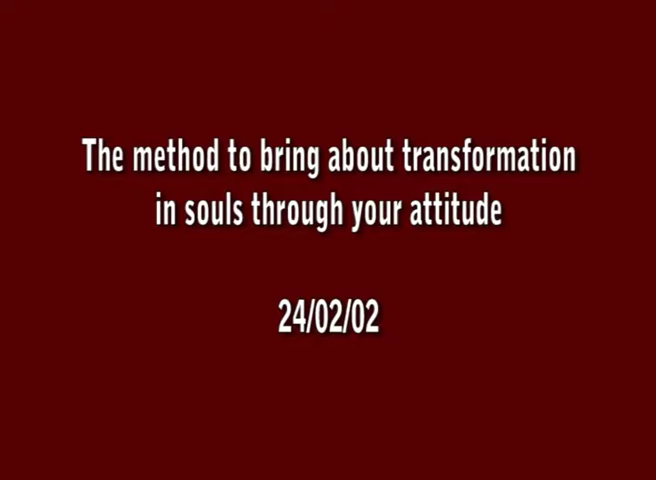 The method to bring about transformation
in souls through your attitude
24/02/02